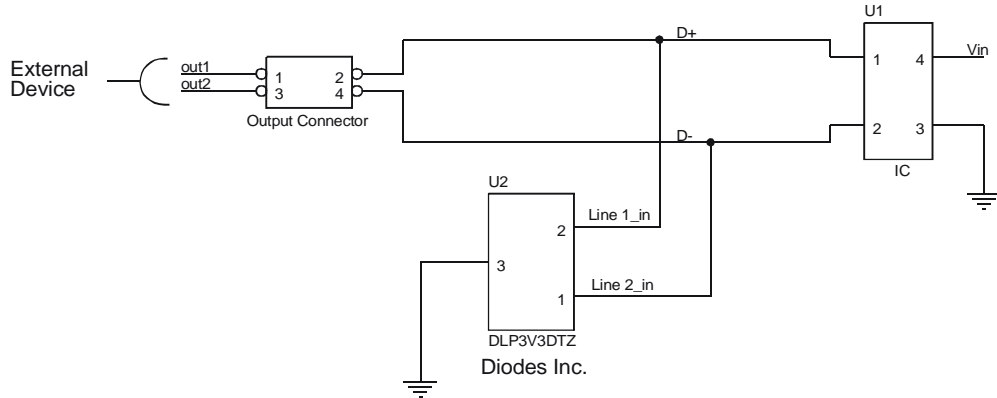 U1
D+
Vin
External
Device
out1
out2
1
2
3
4
Output Connector
1
4
2
3
D-
IC
U2
Line 1_in
2
3
Line 2_in
1
DLP3V3DTZ
Diodes Inc.